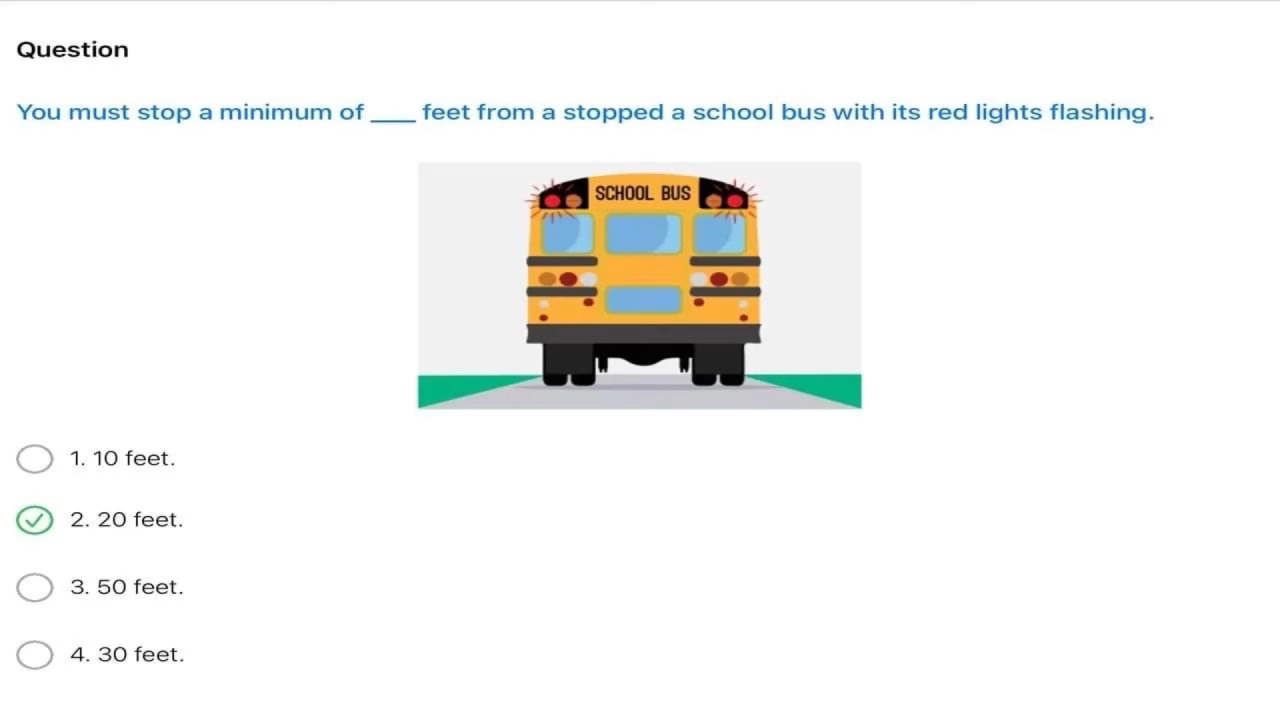 Question
You must stop a minimum of ____ feet from a stopped a school bus with its red lights flashing.
SCHOOL BUS
1. 10 feet.
2. 20 feet.
3. 50 feet.
4. 30 feet.